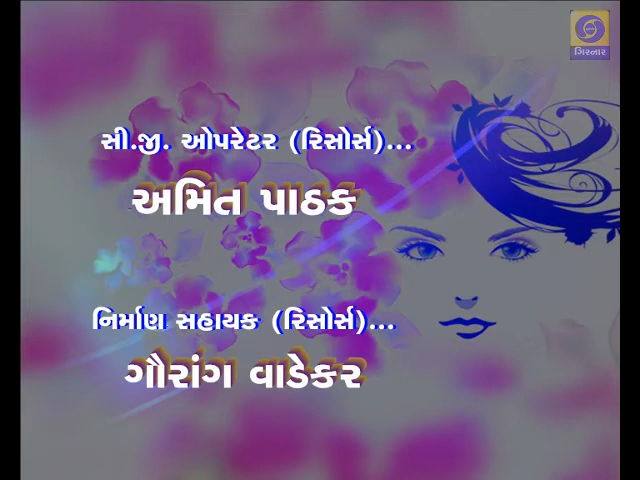 ગિરનાર
સી.જી. ઓપરેટર (રિસોર્સ)...
અમિત પાઠક
નિર્માણ સહાયક (રિસોર્સ)...
ગૌરાંગ વાડેકર